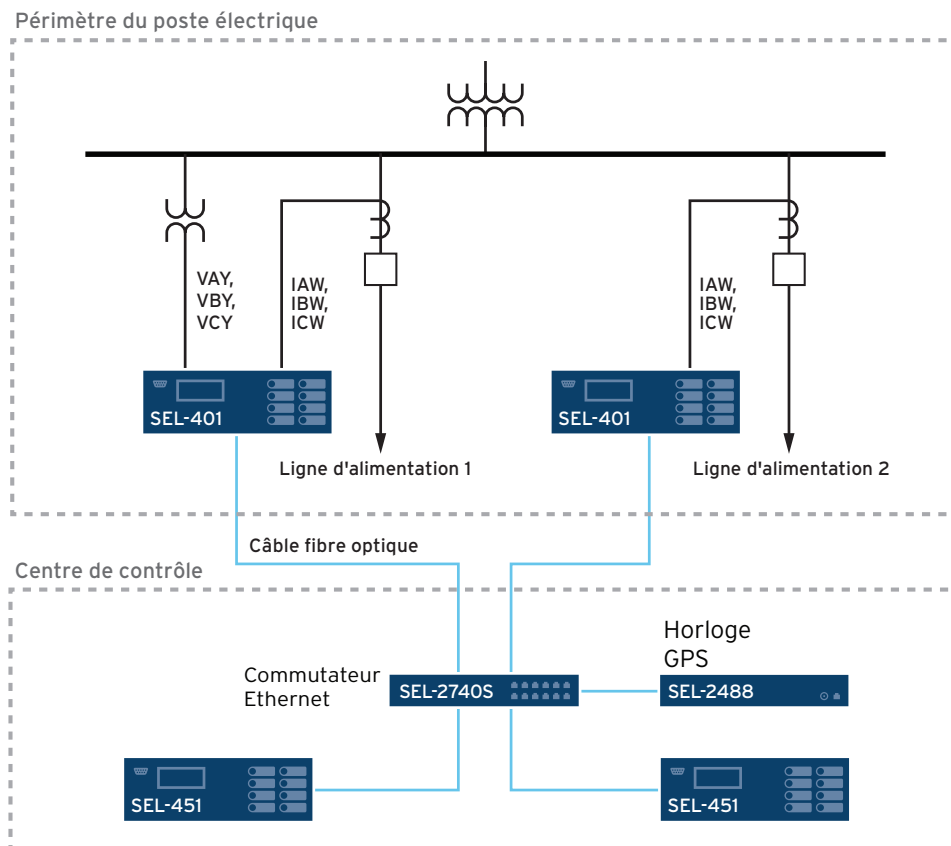 Périmètre du poste électrique
VAY,
VBY,
VCY
IAW,
IBW,
ICW
IAW,
IBW,
ICW
SEL-401
SEL-401
Ligne d'alimentation 1
Ligne d'alimentation 2
Câble fibre optique
Centre de contrôle
Horloge
GPS
Commutateur
Ethernet
SEL-2740S
SEL-2488
SEL-451
SEL-451